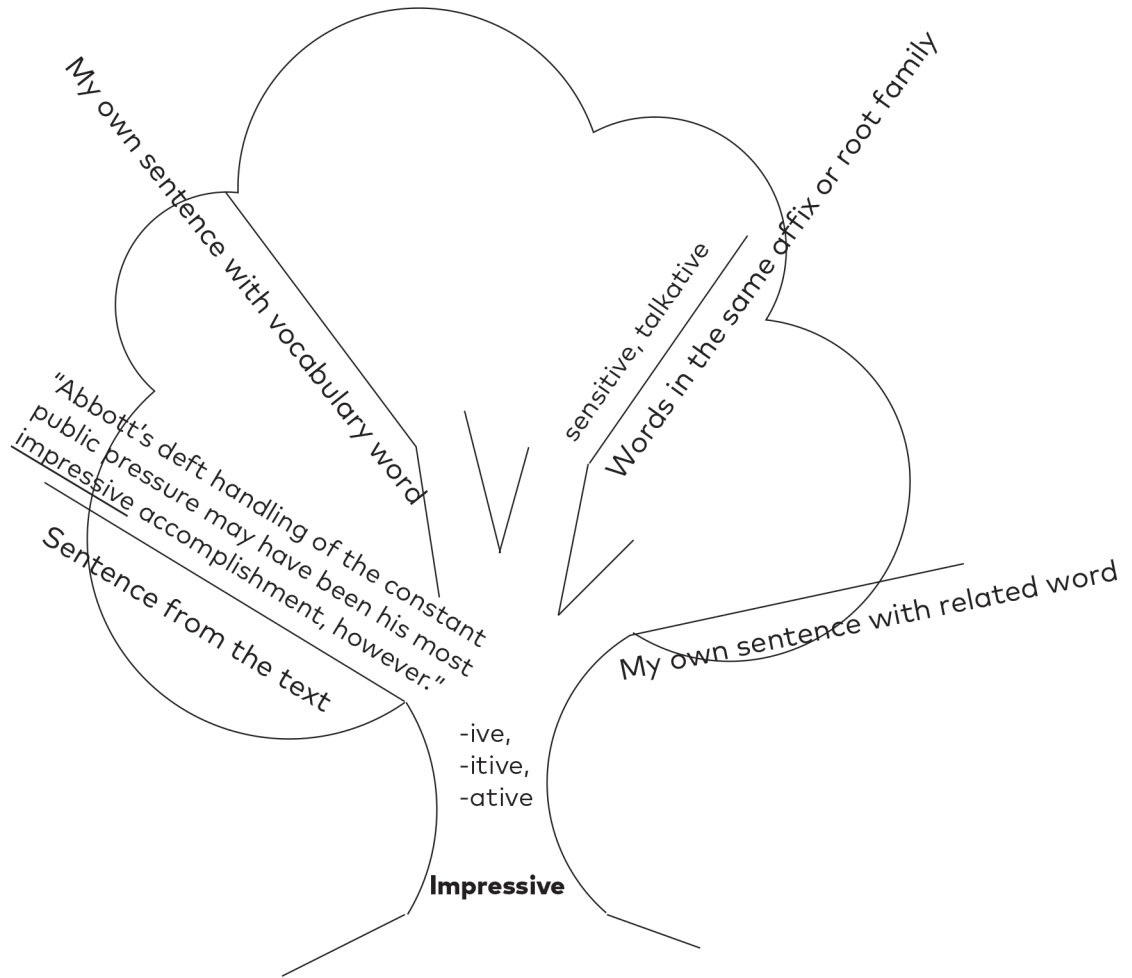 My own sentence with vocabulary word
Words in the same affix or root family
sensitive, talkative
"Abbott's deft handling of the constant
public pressure may have been his most
impressive accomplishment, however."
Sentence from the text
My own sentence with related word
-ive,
-itive,
-ative
Impressive